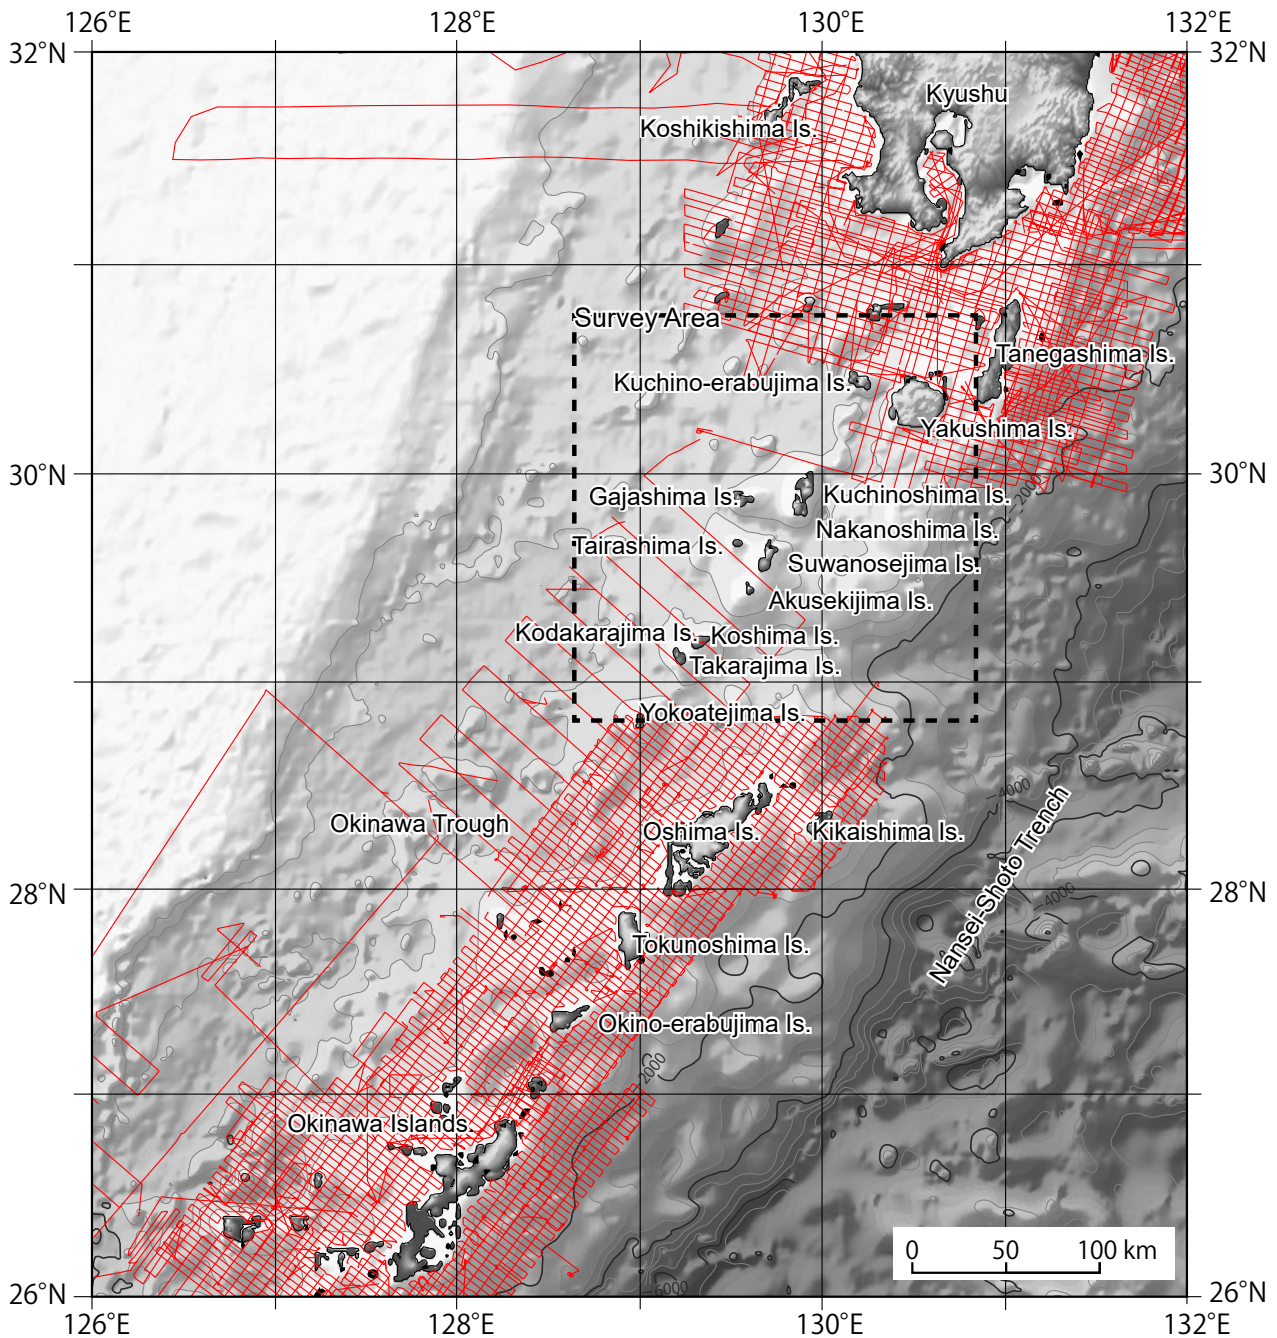 126°E 128°E 130°E 132°E
32°N 32°N
Kyushu
Koshikishima Is.
Survey Area
Tanegashima Is.
Kuchino-erabujima Is.
Yakushima Is.
30°N 30°N
Gajashima Is. Kuchinoshima Is.
2000
Nakanoshima Is.
Tairashima Is.
Suwanosejima Is.
Akusekijima Is.
Kodakarajima Is. Koshima Is.
Takarajima Is.
Yokoatejima Is.
4000
Okinawa Trough Oshima Is. Kikaishima Is.
Nansei-Shoto Trench
28°N 28°N
4000
Tokunoshima Is.
Okino-erabujima Is.
2000
Okinawa Islands.
0 50 100 km
6000
26°N 26°N
126°E 128°E 130°E 132°E